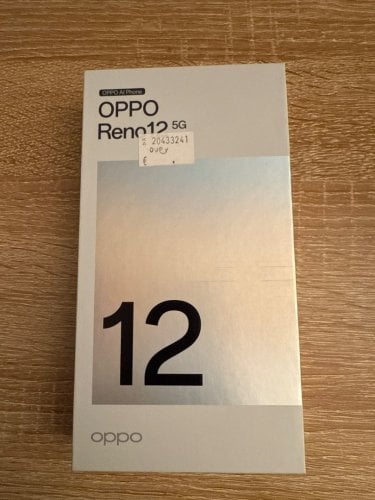 OPPO AI Phone
OPPO
Reno12 5G
20433241
€
12
oppo